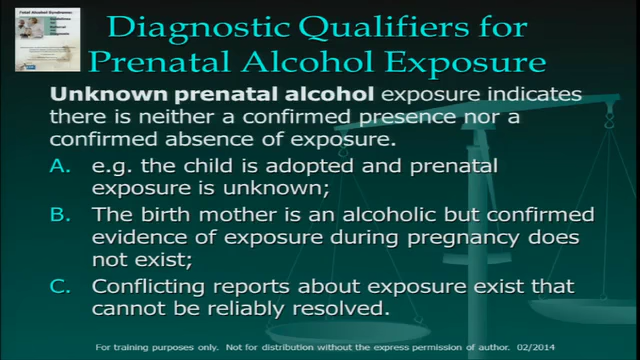 Fetal Alcohol Syndrome:
Diagnostic Qualifiers for
Prenatal Alcohol Exposure
Unknown prenatal alcohol exposure indicates
there is neither a confirmed presence nor a
confirmed absence of exposure.
A. e.g. the child is adopted and prenatal
exposure is unknown;
B. The birth mother is an alcoholic but confirmed
evidence of exposure during pregnancy does
not exist;
C. Conflicting reports about exposure exist that
cannot be reliably resolved.
For training purposes only. Not for distribution without the express permission of author. 02/2014